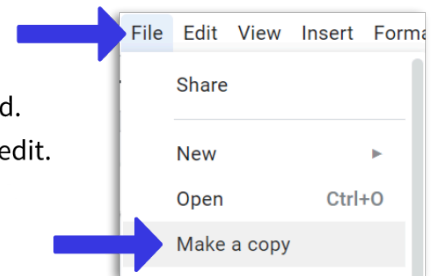 File Edit View Insert Forma
Share
d.
edit.
New
Open Ctrl+O
Make a copy